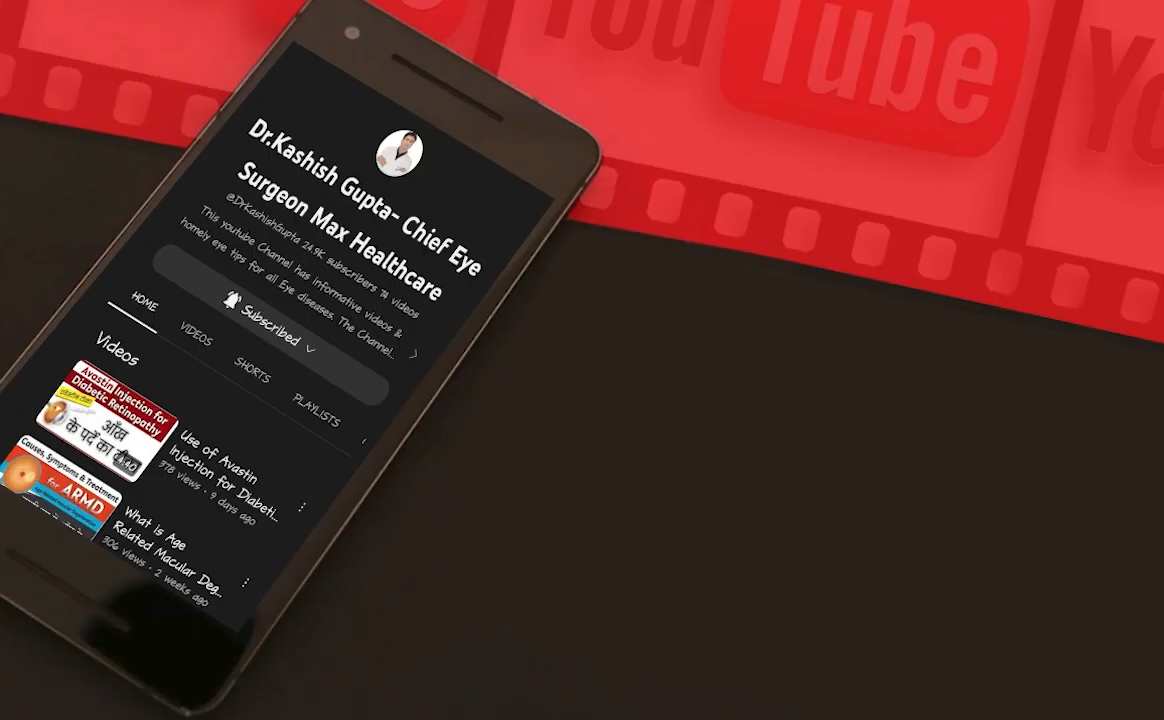 You Tube
Dr.Kashish Gupta- Chief Eye
Surgeon Max Healthcare
@DrKashishGupta 24.9K subscribers 74 videos
This youtube Channel has informative videos &
homely eye tips for all Eye diseases. The Channel...
Subscribed
HOME VIDEOS SHORTS PLAYLISTS
Videos
Avastin Injection for
Diabetic Retinopathy
आँख
के पर्दे का
4:40
Use of Avastin
Injection for Diabeti...
378 views · 9 days ago
Causes, Symptoms & Treatment
for ARMD
What is Age
Related Macular Deg...
306 views · 2 weeks ago